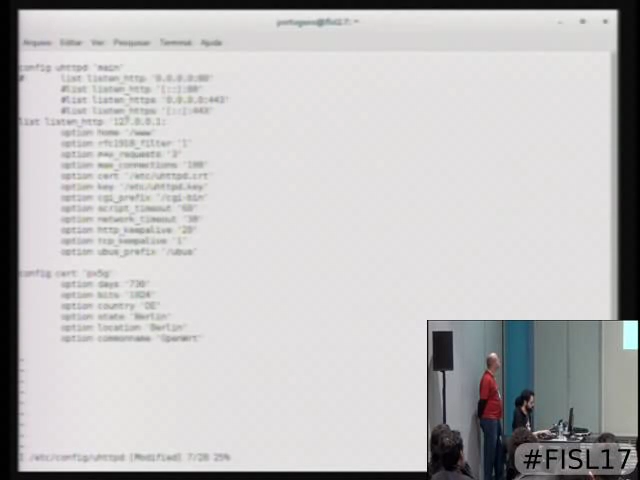 portugues@fisl17: ~
Arquivo Editar Ver Pesquisar Terminal Ajuda
config uhttpd 'main'
# list listen_http '0.0.0.0:80'
#list listen_http '[::]:80'
#list listen_https '0.0.0.0:443'
#list listen_https '[::]:443'
list listen_http '127.0.0.1:
option home '/www'
option rfc1918_filter '1'
option max_requests '3'
option max_connections '100'
option cert '/etc/uhttpd.crt'
option key '/etc/uhttpd.key'
option cgi_prefix '/cgi-bin'
option script_timeout '60'
option network_timeout '30'
option http_keepalive '20'
option tcp_keepalive '1'
option ubus_prefix '/ubus'
config cert 'px5g'
option days '730'
option bits '1024'
option country 'DE'
option state 'Berlin'
option location 'Berlin'
option commonname 'OpenWrt'
~
~
~
~
~
~
~
~
I /etc/config/uhttpd [Modified] 7/28 25%
#FISL17